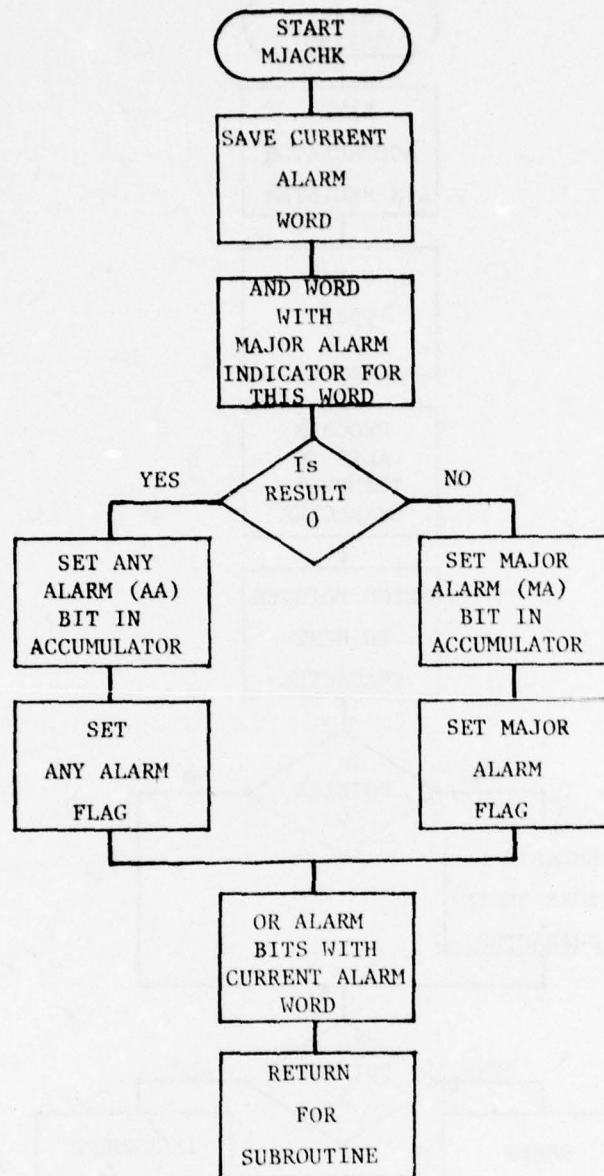 START
MJACHK
SAVE CURRENT
ALARM
WORD
AND WORD
WITH
MAJOR ALARM
INDICATOR FOR
THIS WORD
Is
RESULT
0
YES
NO
SET ANY
ALARM (AA)
BIT IN
ACCUMULATOR
SET MAJOR
ALARM (MA)
BIT IN
ACCUMULATOR
SET
ANY ALARM
FLAG
SET MAJOR
ALARM
FLAG
OR ALARM
BITS WITH
CURRENT ALARM
WORD
RETURN
FOR
SUBROUTINE